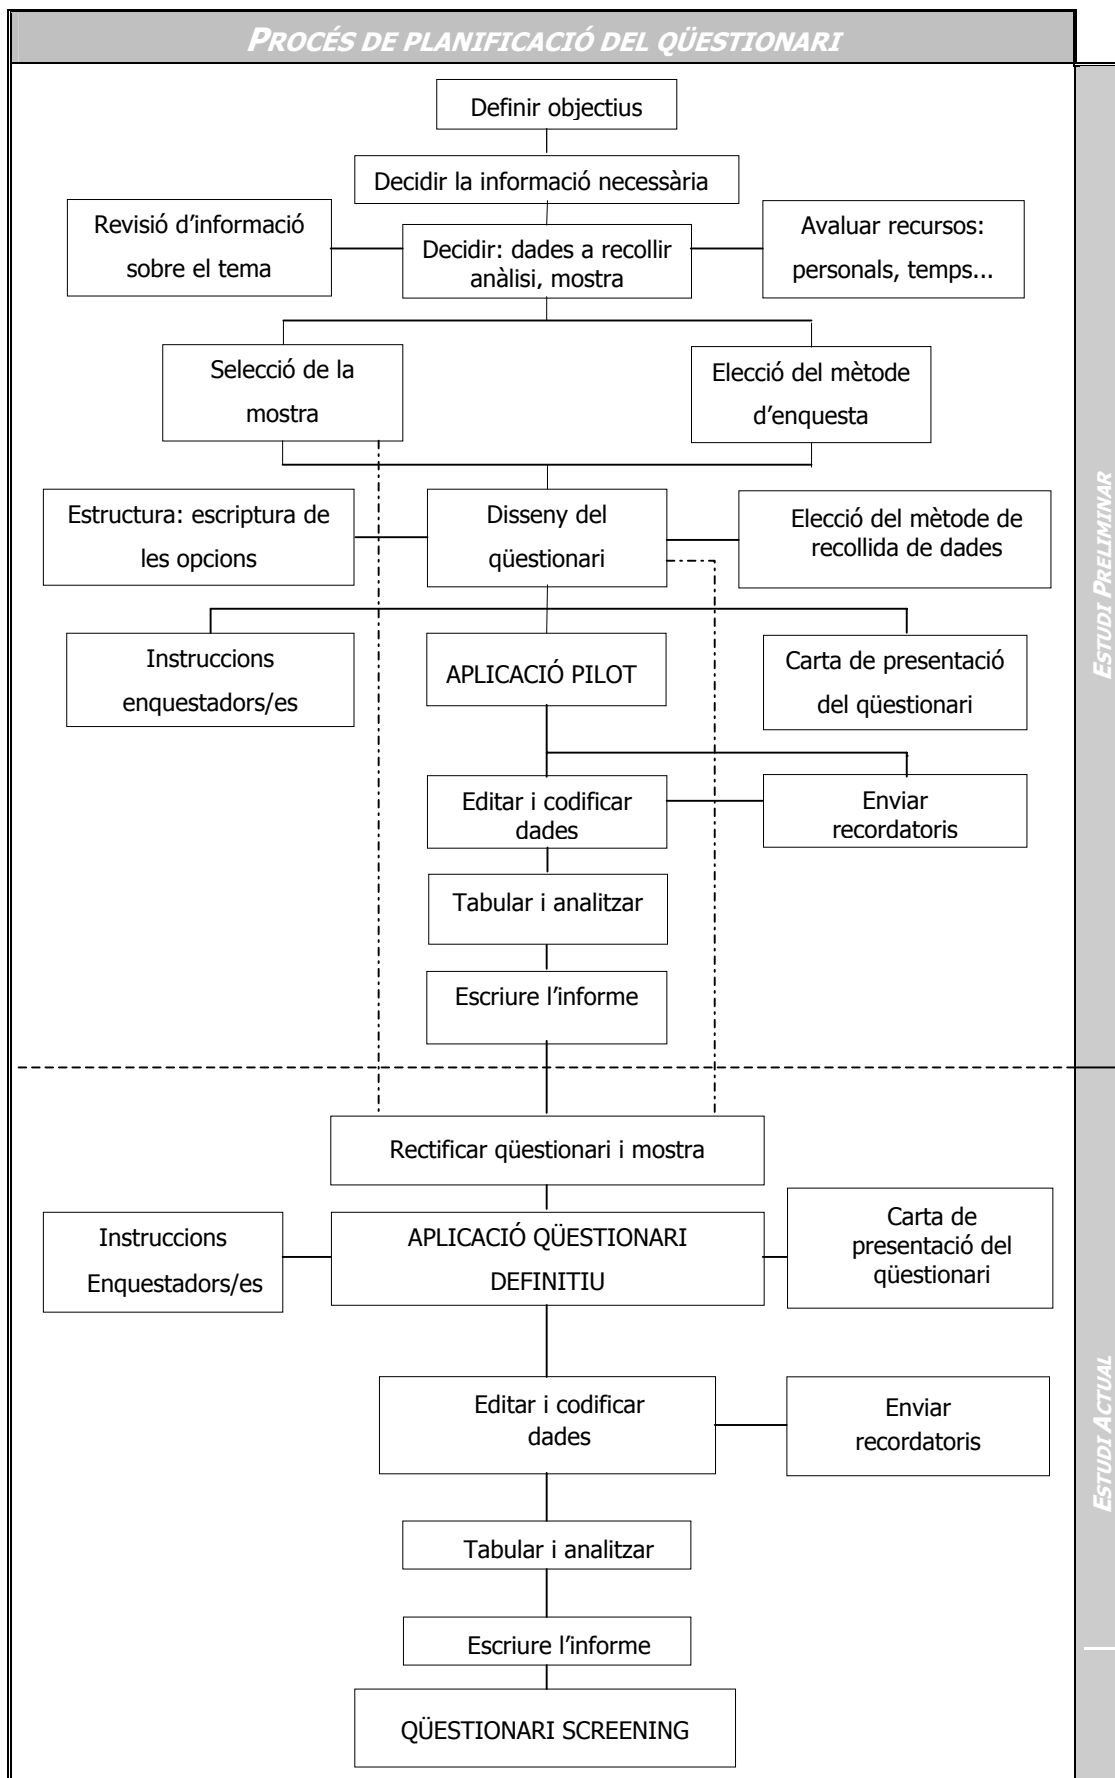 PROCÉS DE PLANIFICACIÓ DEL QÜESTIONARI
Definir objectius
Decidir la informació necessària
Revisió d’informació
sobre el tema
Decidir: dades a recollir
anàlisi, mostra
Avaluar recursos:
personals, temps...
Selecció de la
mostra
Elecció del mètode
d’enquesta
Estructura: escriptura de
les opcions
Disseny del
qüestionari
Elecció del mètode de
recollida de dades
Instruccions
enquestadors/es
APLICACIÓ PILOT
Carta de presentació
del qüestionari
Editar i codificar
dades
Enviar
recordatoris
Tabular i analitzar
Escriure l’informe
ESTUDI PRELIMINAR
Rectificar qüestionari i mostra
Instruccions
Enquestadors/es
APLICACIÓ QÜESTIONARI
DEFINITIU
Carta de
presentació del
qüestionari
Editar i codificar
dades
Enviar
recordatoris
Tabular i analitzar
Escriure l’informe
QÜESTIONARI SCREENING
ESTUDI ACTUAL